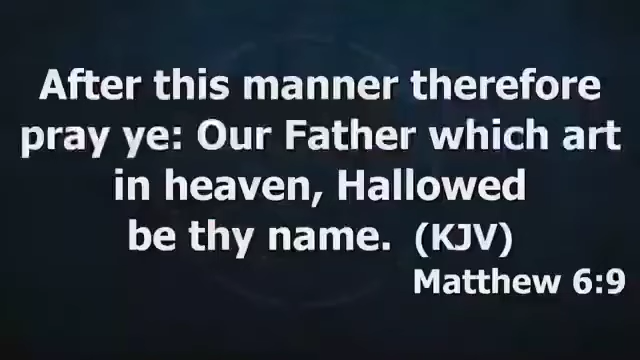 After this manner therefore
pray ye: Our Father which art
in heaven, Hallowed
be thy name. (KJV)
Matthew 6:9